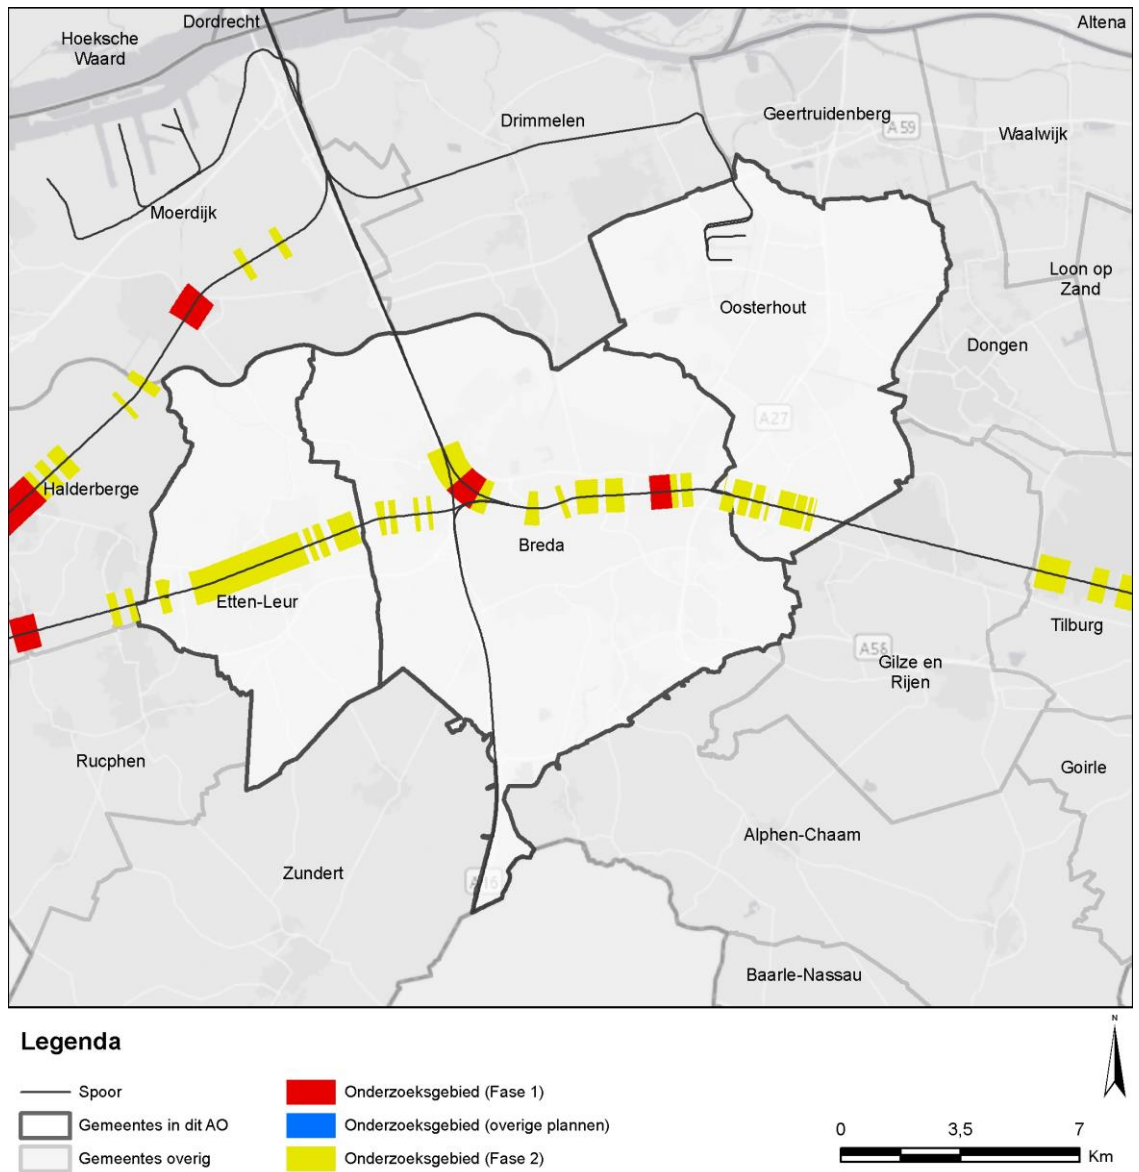 Dordrecht
Altena
Hoeksche
Waard
Drimmelen
Geertruidenberg
A 59
Waalwijk
Moerdijk
Loon op
Zand
Oosterhout
Dongen
A27
Halderberge
Breda
Etten-Leur
Tilburg
A58
Gilze en
Rijen
Rucphen
Goirle
Alphen-Chaam
Zundert
A16
Baarle-Nassau
Legenda
N
Spoor
Onderzoeksgebied (Fase 1)
Gemeentes in dit AO
Onderzoeksgebied (overige plannen)
0 3,5 7
Gemeentes overig
Onderzoeksgebied (Fase 2)
Km